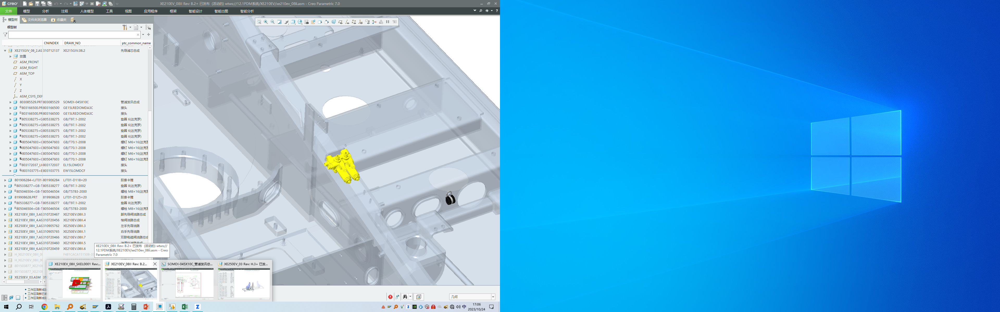 creo
XE210EV_08II Rev: B.2+ 已发布 (活动的) wtws://12.1PDM系统/XE210EV/xe210ev_08ii.asm - Creo Parametric 7.0
文件 模型 分析 注释 人体模型 工具 视图 应用程序 框架 智能设计 智能出图 智能分析
模型树 文件夹浏览器 收藏夹
模型树
CNINDEX DRAW_NO ptc_common_name
XE215GIV_08_2.AS 310712137 XE215GIV.08.2 先导滤芯总成
放置
ASM_FRONT
ASM_RIGHT
ASM_TOP
X
Y
Z
ASM_CSYS_DEF
803085529.PRT 803085529 SOMDI-045X10C 管滤发讯总成
803166500.PR 803166500 GE15LREDOMDA3C 接头
803166500.PR 803166500 GE15LREDOMDA3C 接头
805338275<G 805338275 GB/T97.1-2002 垫圈 6(达克罗)
805338275<G 805338275 GB/T97.1-2002 垫圈 6(达克罗)
805338275<G 805338275 GB/T97.1-2002 垫圈 6(达克罗)
805338275<G 805338275 GB/T97.1-2002 垫圈 6(达克罗)
805047603<G 805047603 GB/T70.1-2008 螺钉 M6×16(达克罗
805047603<G 805047603 GB/T70.1-2008 螺钉 M6×16(达克罗
805047603<G 805047603 GB/T70.1-2008 螺钉 M6×16(达克罗
805047603<G 805047603 GB/T70.1-2008 螺钉 M6×16(达克罗
803172037_LI 803172037 EL15LOMDCF 接头
803103775<E 803103775 EW15LOMDCF 接头
801906284<LJT01- 801906284 LJT01-D118×20 胶套卡箍
805338277<GB-T 805338277 GB/T97.1-2002 垫圈 8(达克罗)
805046504<GB-T 805046504 GB/T5783-2000 螺栓 M8×16(达克罗
819908628.PRT 819908628 LJT01-D125×20 胶套卡箍
805338277<GB-T 805338277 GB/T97.1-2002 垫圈 8(达克罗)
805046504<GB-T 805046504 GB/T5783-2000 螺栓 M8×16(达克罗
XE210EV_08II_3.AS 310720467 XE210EV.08II.3 脚先导阀油路总成
XE210EV_08II_4.AS 310720456 XE210EV.08II.4 梭阀油路总成
XE250EV_08II_3.AS 310905762 XE250EV.08II.3 左手先导油路
XE250EV_08II_1.AS 310905765 XE250EV.08II.1 右手先导油路
XE210EV_08II_7.AS 310720466 XE210EV.08II.7 双联电磁阀油路总成
XE210EV_08II_5.AS 310720460 XE210EV.08II.5
XE210EV_08II_6.AS 310720459 XE210EV.08II.6
XE210EV_08II Rev: B.2+ 已发布 (活动的) wtws://
12.1PDM系统/XE210EV/xe210ev_08ii.asm - Creo
Parametric 7.0
H_XE210EV_08II_0 F481CACA151508-3
H_XE210EV_08II_0
801503877_XE210E
801503877_XE210E
XE250EV_03.ASM 31
XE210EV_08II_SKEL0001 Rev:... XE210EV_08II Rev: B.2... SOMDI-045X10C_管滤发讯总... XE250EV_03 Rev: H.3+ 已发...
工作区刷新成功
工作区刷新已启
工作区刷新成功
几何
中
17:06
2023/10/24